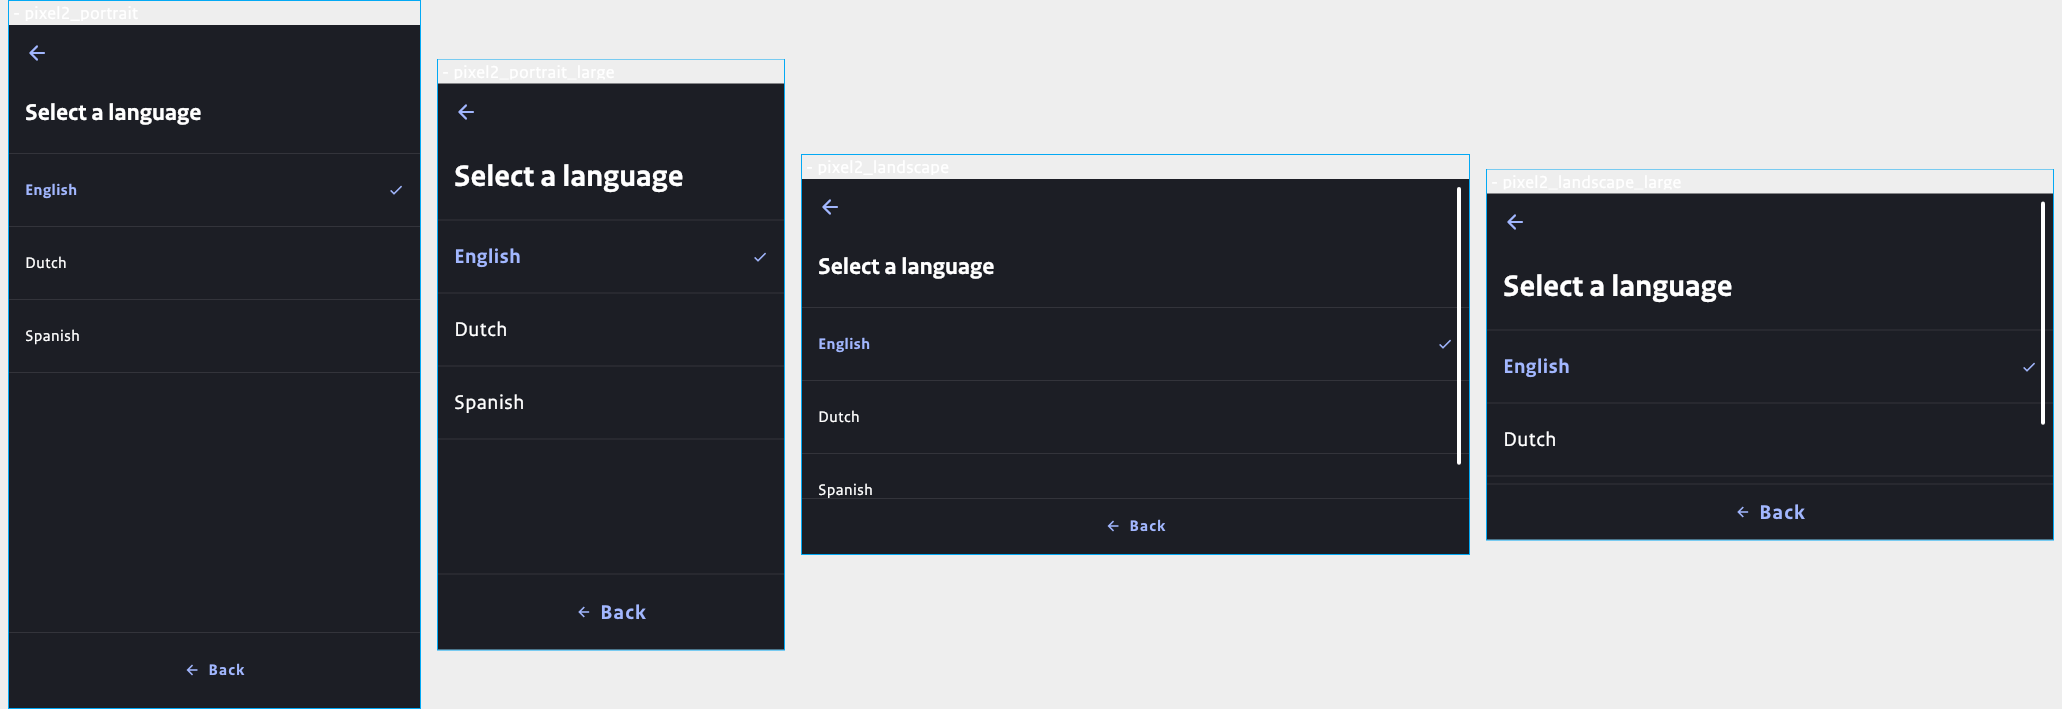 - pixel2_portrait
Select a language
English
Dutch
Spanish
Back
- pixel2_portrait_large
Select a language
English
Dutch
Spanish
Back
- pixel2_landscape
Select a language
English
Dutch
Spanish
Back
- pixel2_landscape_large
Select a language
English
Dutch
Back